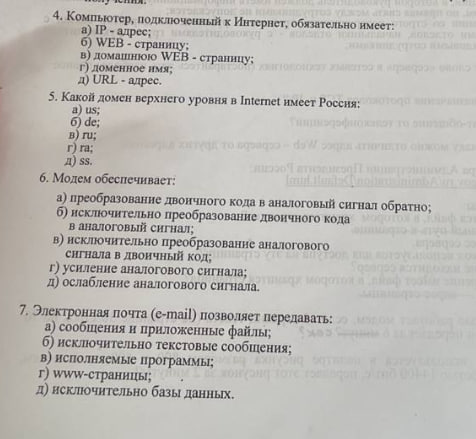 получения.
4. Компьютер, подключенный к Интернет, обязательно имеет:
а) IP - адрес;
б) WEB - страницу;
в) домашнюю WEB - страницу;
г) доменное имя;
д) URL - адрес.
5. Какой домен верхнего уровня в Internet имеет Россия:
а) us;
б) de;
в) ru;
г) ra;
д) ss.
6. Модем обеспечивает:
а) преобразование двоичного кода в аналоговый сигнал обратно;
б) исключительно преобразование двоичного кода
в аналоговый сигнал;
в) исключительно преобразование аналогового
сигнала в двоичный код;
г) усиление аналогового сигнала;
д) ослабление аналогового сигнала.
7. Электронная почта (e-mail) позволяет передавать:
а) сообщения и приложенные файлы;
б) исключительно текстовые сообщения;
в) исполняемые программы;
г) www-страницы;
д) исключительно базы данных.